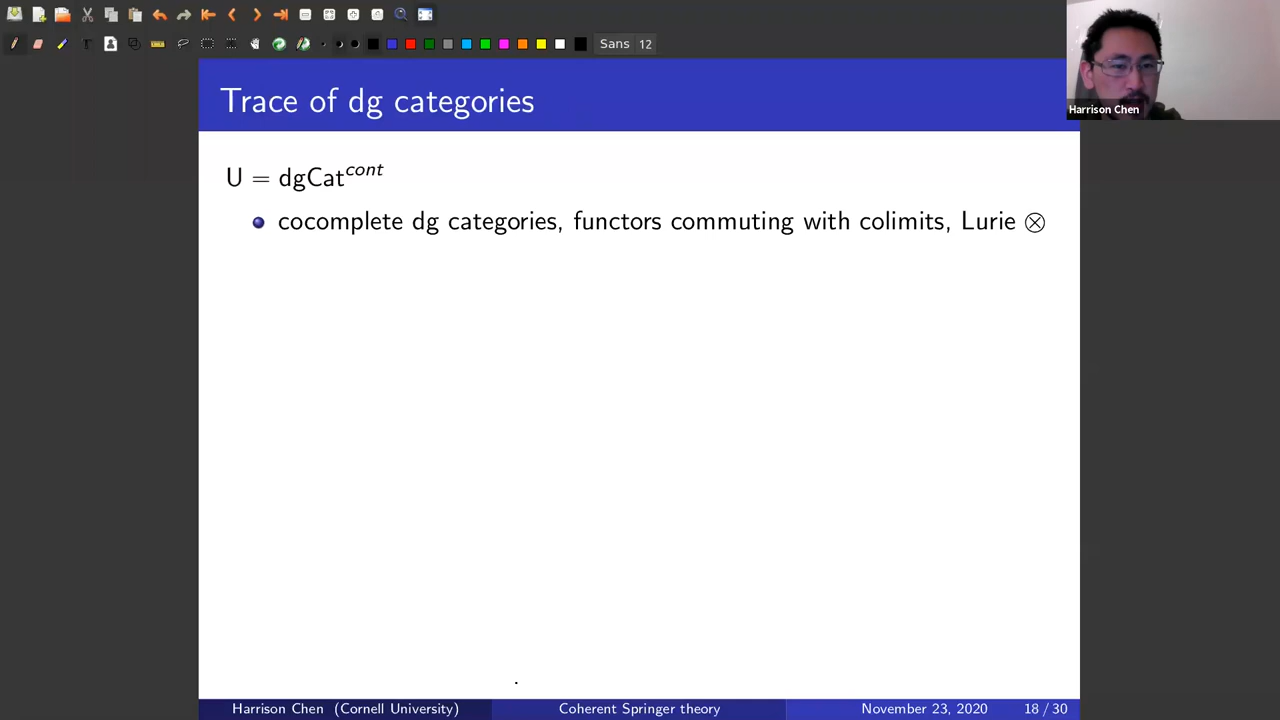 Sans 12
Harrison Chen
Trace of dg categories
U = dgCat^cont
cocomplete dg categories, functors commuting with colimits, Lurie ⊗
Harrison Chen (Cornell University) Coherent Springer theory November 23, 2020 18 / 30